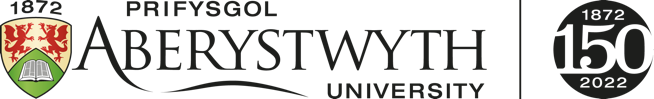 1872
PRIFYSGOL
ABERYSTWYTH
UNIVERSITY
1872
150
2022